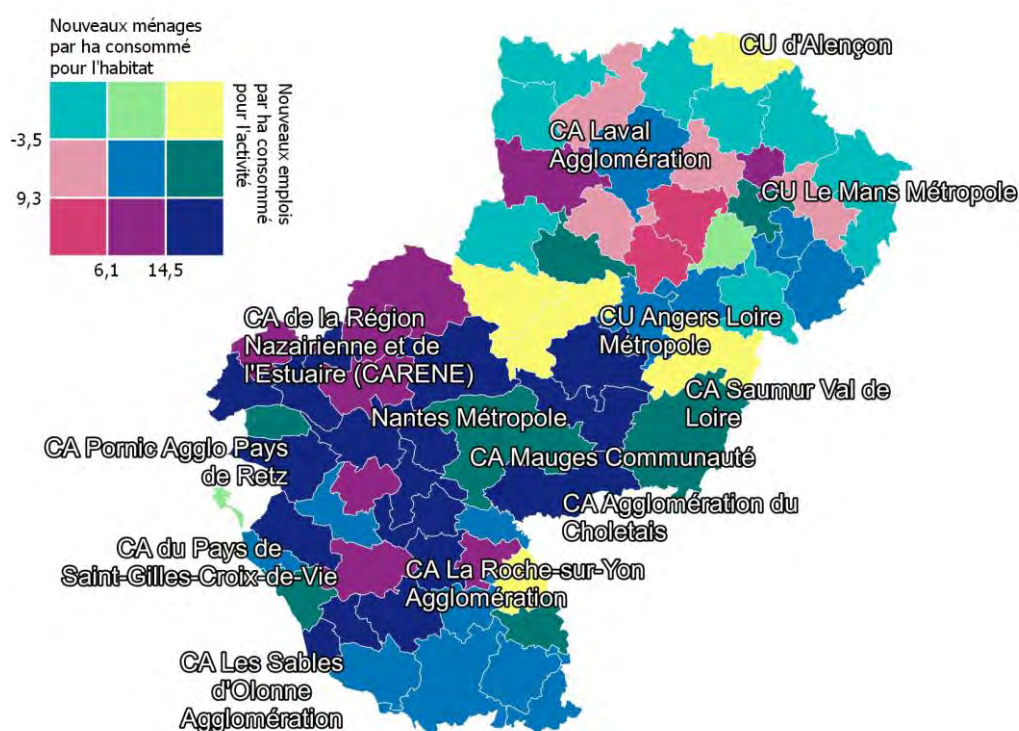 Nouveaux ménages
par ha consommé
pour l'habitat
Nouveaux emplois
par ha consommé
pour l'activité
-3,5
9,3
6,1
14,5
CU d'Alençon
CA Laval
Agglomération
CU Le Mans Métropole
CA de la Région
Nazairienne et de
l'Estuaire (CARENE)
CU Angers Loire
Métropole
CA Saumur Val de
Loire
Nantes Métropole
CA Pornic Agglo Pays
de Retz
CA Mauges Communauté
CA Agglomération du
Choletais
CA du Pays de
Saint-Gilles-Croix-de-Vie
CA La Roche-sur-Yon
Agglomération
CA Les Sables
d'Olonne
Agglomération